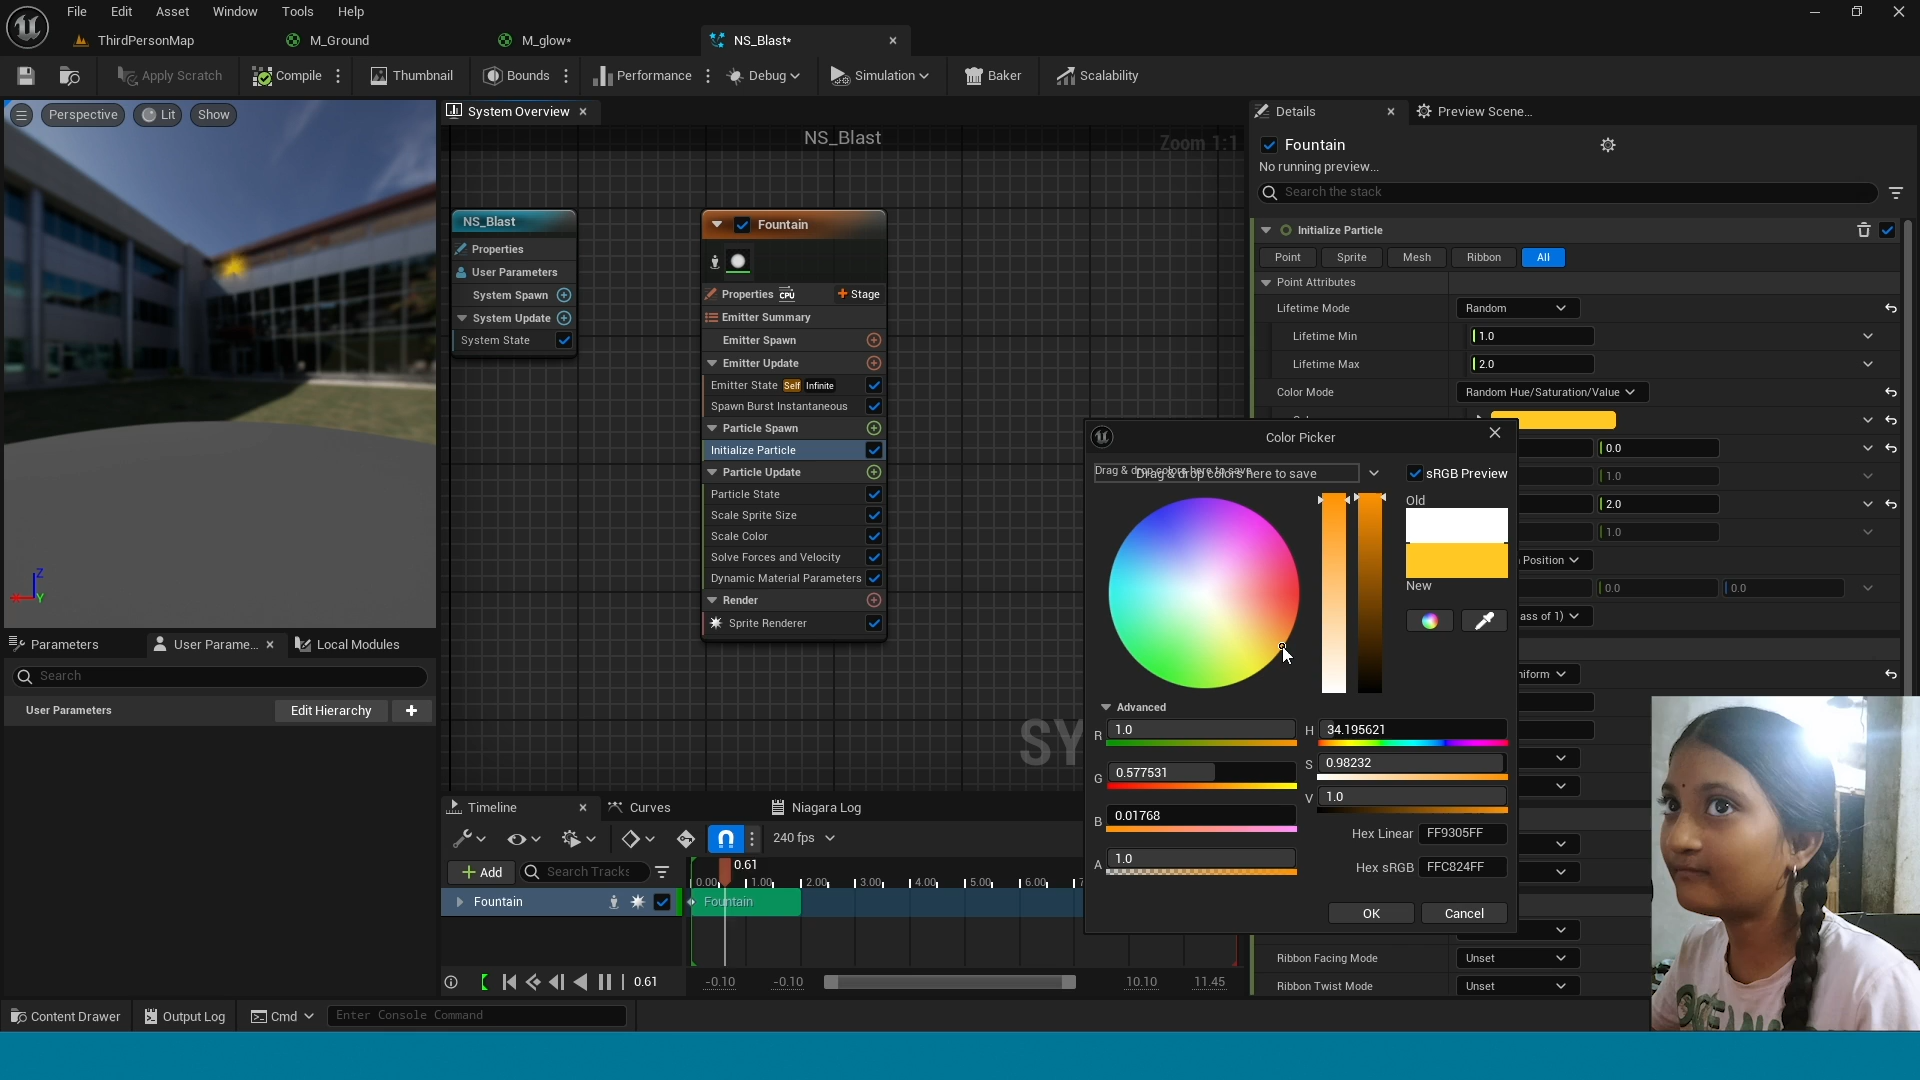 File Edit Asset Window Tools Help
ThirdPersonMap M_Ground M_glow* NS_Blast*
Apply Scratch Compile Thumbnail Bounds Performance Debug Simulation Baker Scalability
Perspective Lit Show
Z
Y
System Overview
NS_Blast
Zoom 1:1
NS_Blast
Properties
User Parameters
System Spawn
System Update
System State
Fountain
Properties CPU Stage
Emitter Summary
Emitter Spawn
Emitter Update
Emitter State Self Infinite
Spawn Burst Instantaneous
Particle Spawn
Initialize Particle
Particle Update
Particle State
Scale Sprite Size
Scale Color
Solve Forces and Velocity
Dynamic Material Parameters
Render
Sprite Renderer
SY
Details Preview Scene...
Fountain
No running preview...
Search the stack
Initialize Particle
Point Sprite Mesh Ribbon All
Point Attributes
Lifetime Mode Random
Lifetime Min 1.0
Lifetime Max 2.0
Color Mode Random Hue/Saturation/Value
0.0
1.0
2.0
1.0
Position
0.0 0.0
ass of 1)
niform
Ribbon Facing Mode Unset
Ribbon Twist Mode Unset
Color Picker
Drag & drop colors here to save
Drag & drop colors here to save
sRGB Preview
Old
New
Advanced
R 1.0 H 34.195621
G 0.577531 S 0.98232
B 0.01768 V 1.0
A 1.0
Hex Linear FF9305FF
Hex sRGB FFC824FF
OK Cancel
Parameters User Parame... Local Modules
Search
User Parameters Edit Hierarchy
Timeline Curves Niagara Log
240 fps
Add Search Tracks
0.61
0.00 1.00 2.00 3.00 4.00 5.00 6.00 7
Fountain Fountain
0.61 -0.10 -0.10 10.10 11.45
Content Drawer Output Log Cmd Enter Console Command